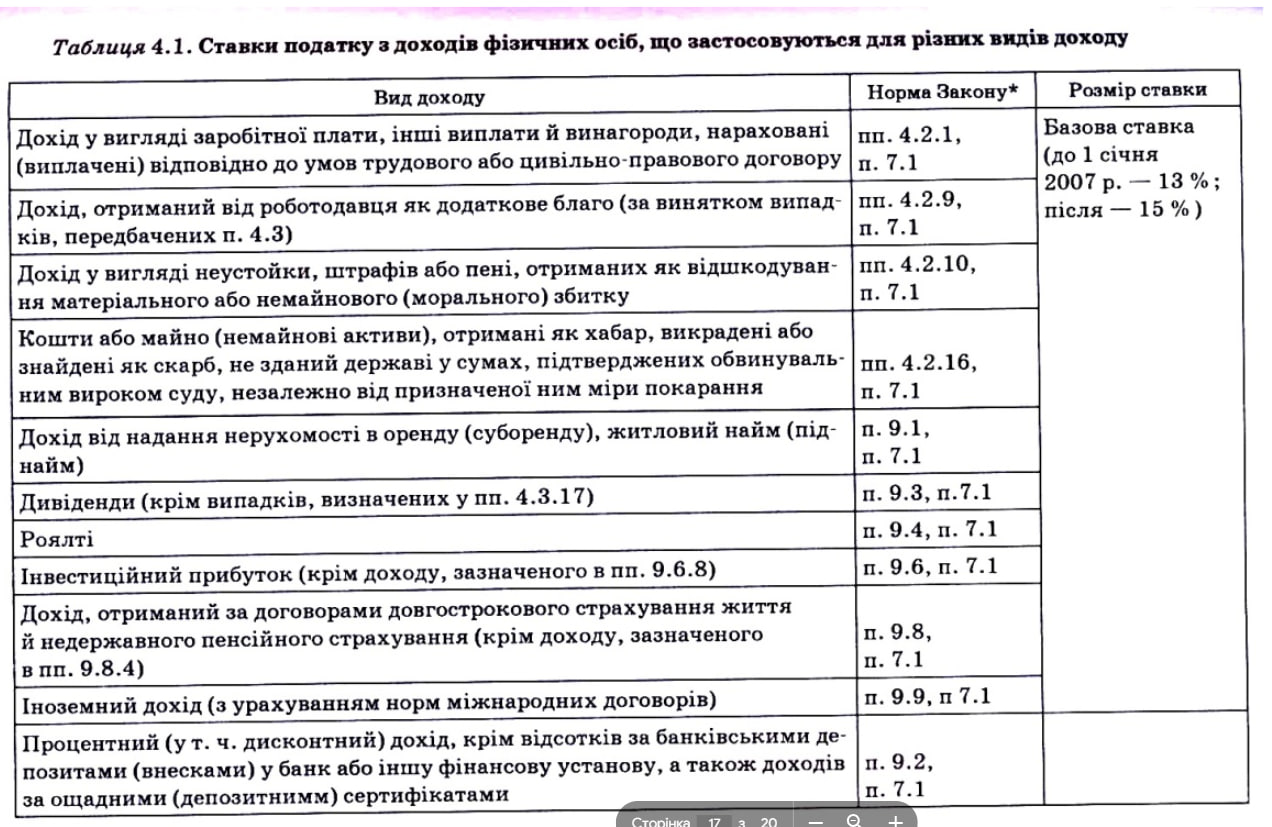 Таблиця 4.1. Ставки податку з доходів фізичних осіб, що застосовуються для різних видів доходу
Вид доходу
Норма Закону*
Розмір ставки
Дохід у вигляді заробітної плати, інші виплати й винагороди, нараховані
(виплачені) відповідно до умов трудового або цивільно-правового договору
пп. 4.2.1,
п. 7.1
Базова ставка
(до 1 січня
2007 р. — 13 %;
після — 15 %)
Дохід, отриманий від роботодавця як додаткове благо (за винятком випад-
ків, передбачених п. 4.3)
пп. 4.2.9,
п. 7.1
Дохід у вигляді неустойки, штрафів або пені, отриманих як відшкодуван-
ня матеріального або немайнового (морального) збитку
пп. 4.2.10,
п. 7.1
Кошти або майно (немайнові активи), отримані як хабар, викрадені або
знайдені як скарб, не зданий державі у сумах, підтверджених обвинуваль-
ним вироком суду, незалежно від призначеної ним міри покарання
пп. 4.2.16,
п. 7.1
Дохід від надання нерухомості в оренду (суборенду), житловий найм (під-
найм)
п. 9.1,
п. 7.1
Дивіденди (крім випадків, визначених у пп. 4.3.17)
п. 9.3, п.7.1
Роялті
п. 9.4, п. 7.1
Інвестиційний прибуток (крім доходу, зазначеного в пп. 9.6.8)
п. 9.6, п. 7.1
Дохід, отриманий за договорами довгострокового страхування життя
й недержавного пенсійного страхування (крім доходу, зазначеного
в пп. 9.8.4)
п. 9.8,
п. 7.1
Іноземний дохід (з урахуванням норм міжнародних договорів)
п. 9.9, п 7.1
Процентний (у т. ч. дисконтний) дохід, крім відсотків за банківськими де-
позитами (внесками) у банк або іншу фінансову установу, а також доходів
за ощадними (депозитнимм) сертифікатами
п. 9.2,
п. 7.1
Сторінка 17 з 20